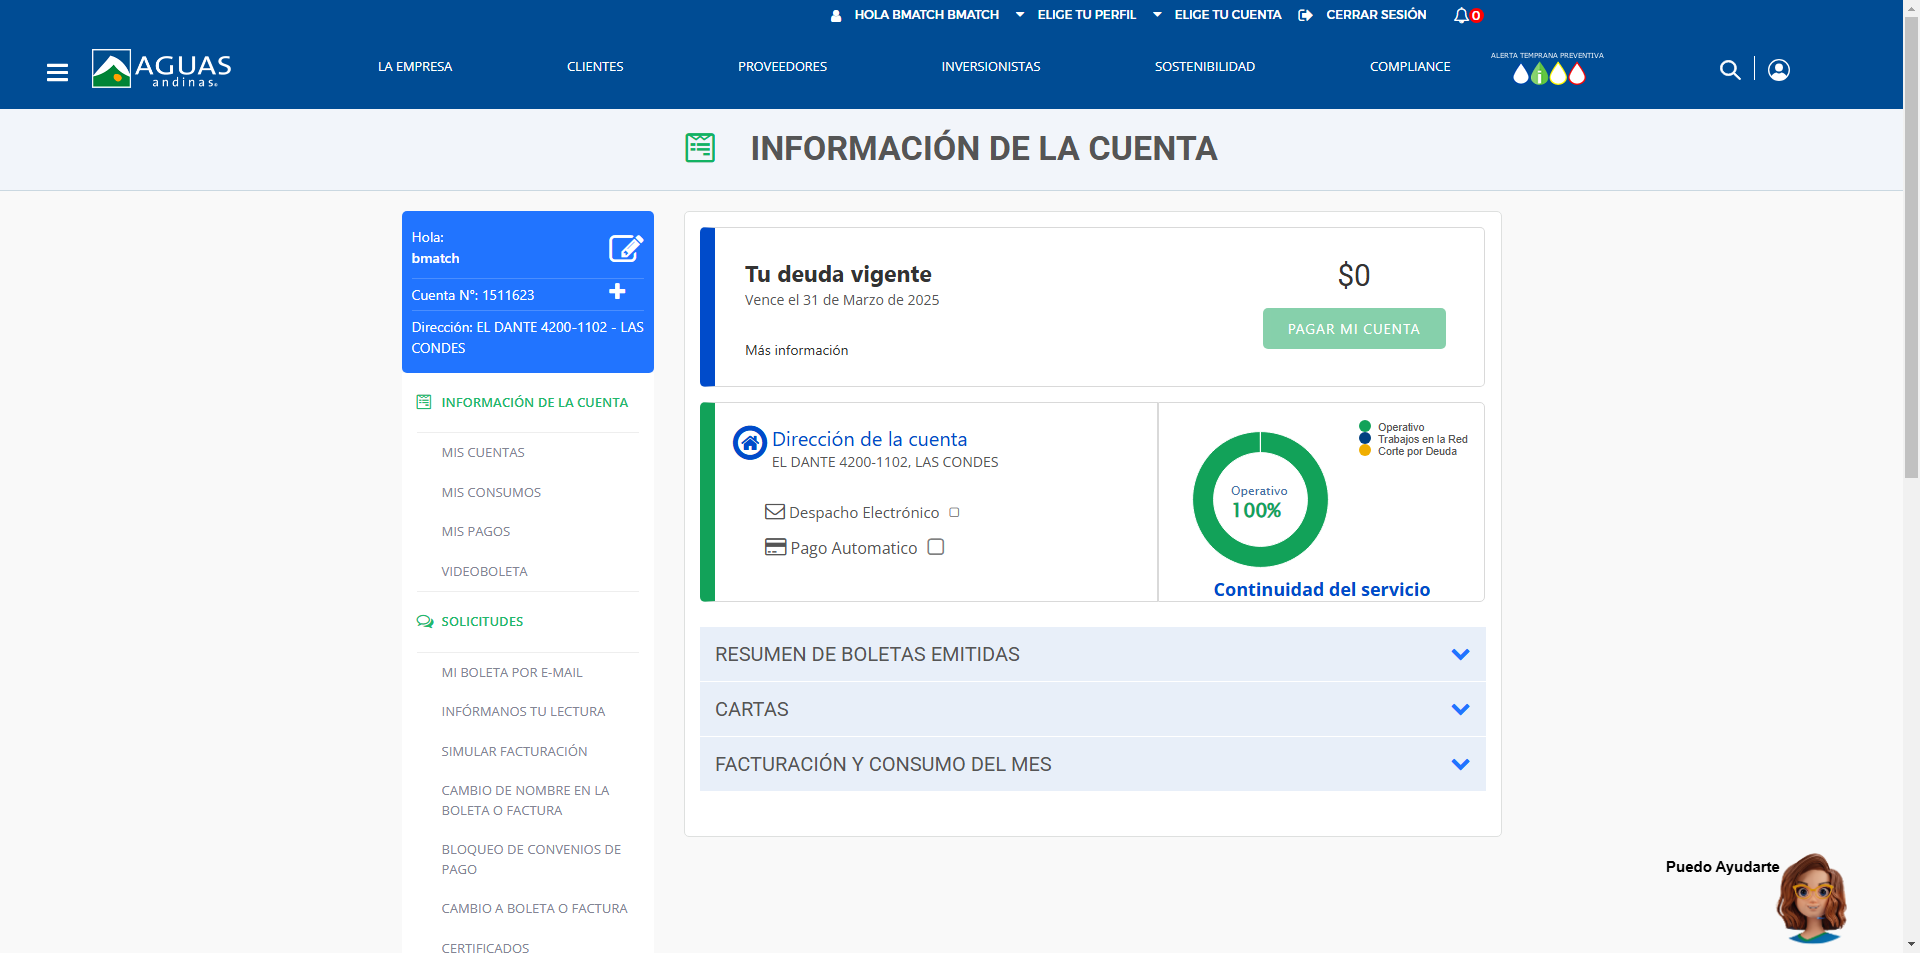 HOLA BMATCH BMATCH
ELIGE TU PERFIL
ELIGE TU CUENTA
CERRAR SESIÓN
0
AGUAS
andinas
LA EMPRESA
CLIENTES
PROVEEDORES
INVERSIONISTAS
SOSTENIBILIDAD
COMPLIANCE
ALERTA TEMPRANA PREVENTIVA
i
INFORMACIÓN DE LA CUENTA
Hola:
bmatch
Cuenta N°: 1511623
Dirección: EL DANTE 4200-1102 - LAS
CONDES
INFORMACIÓN DE LA CUENTA
MIS CUENTAS
MIS CONSUMOS
MIS PAGOS
VIDEOBOLETA
SOLICITUDES
MI BOLETA POR E-MAIL
INFÓRMANOS TU LECTURA
SIMULAR FACTURACIÓN
CAMBIO DE NOMBRE EN LA
BOLETA O FACTURA
BLOQUEO DE CONVENIOS DE
PAGO
CAMBIO A BOLETA O FACTURA
CERTIFICADOS
Tu deuda vigente
Vence el 31 de Marzo de 2025
Más información
$0
PAGAR MI CUENTA
Dirección de la cuenta
EL DANTE 4200-1102, LAS CONDES
Despacho Electrónico
Pago Automatico
Operativo
Trabajos en la Red
Corte por Deuda
Operativo
100%
Continuidad del servicio
RESUMEN DE BOLETAS EMITIDAS
CARTAS
FACTURACIÓN Y CONSUMO DEL MES
Puedo Ayudarte